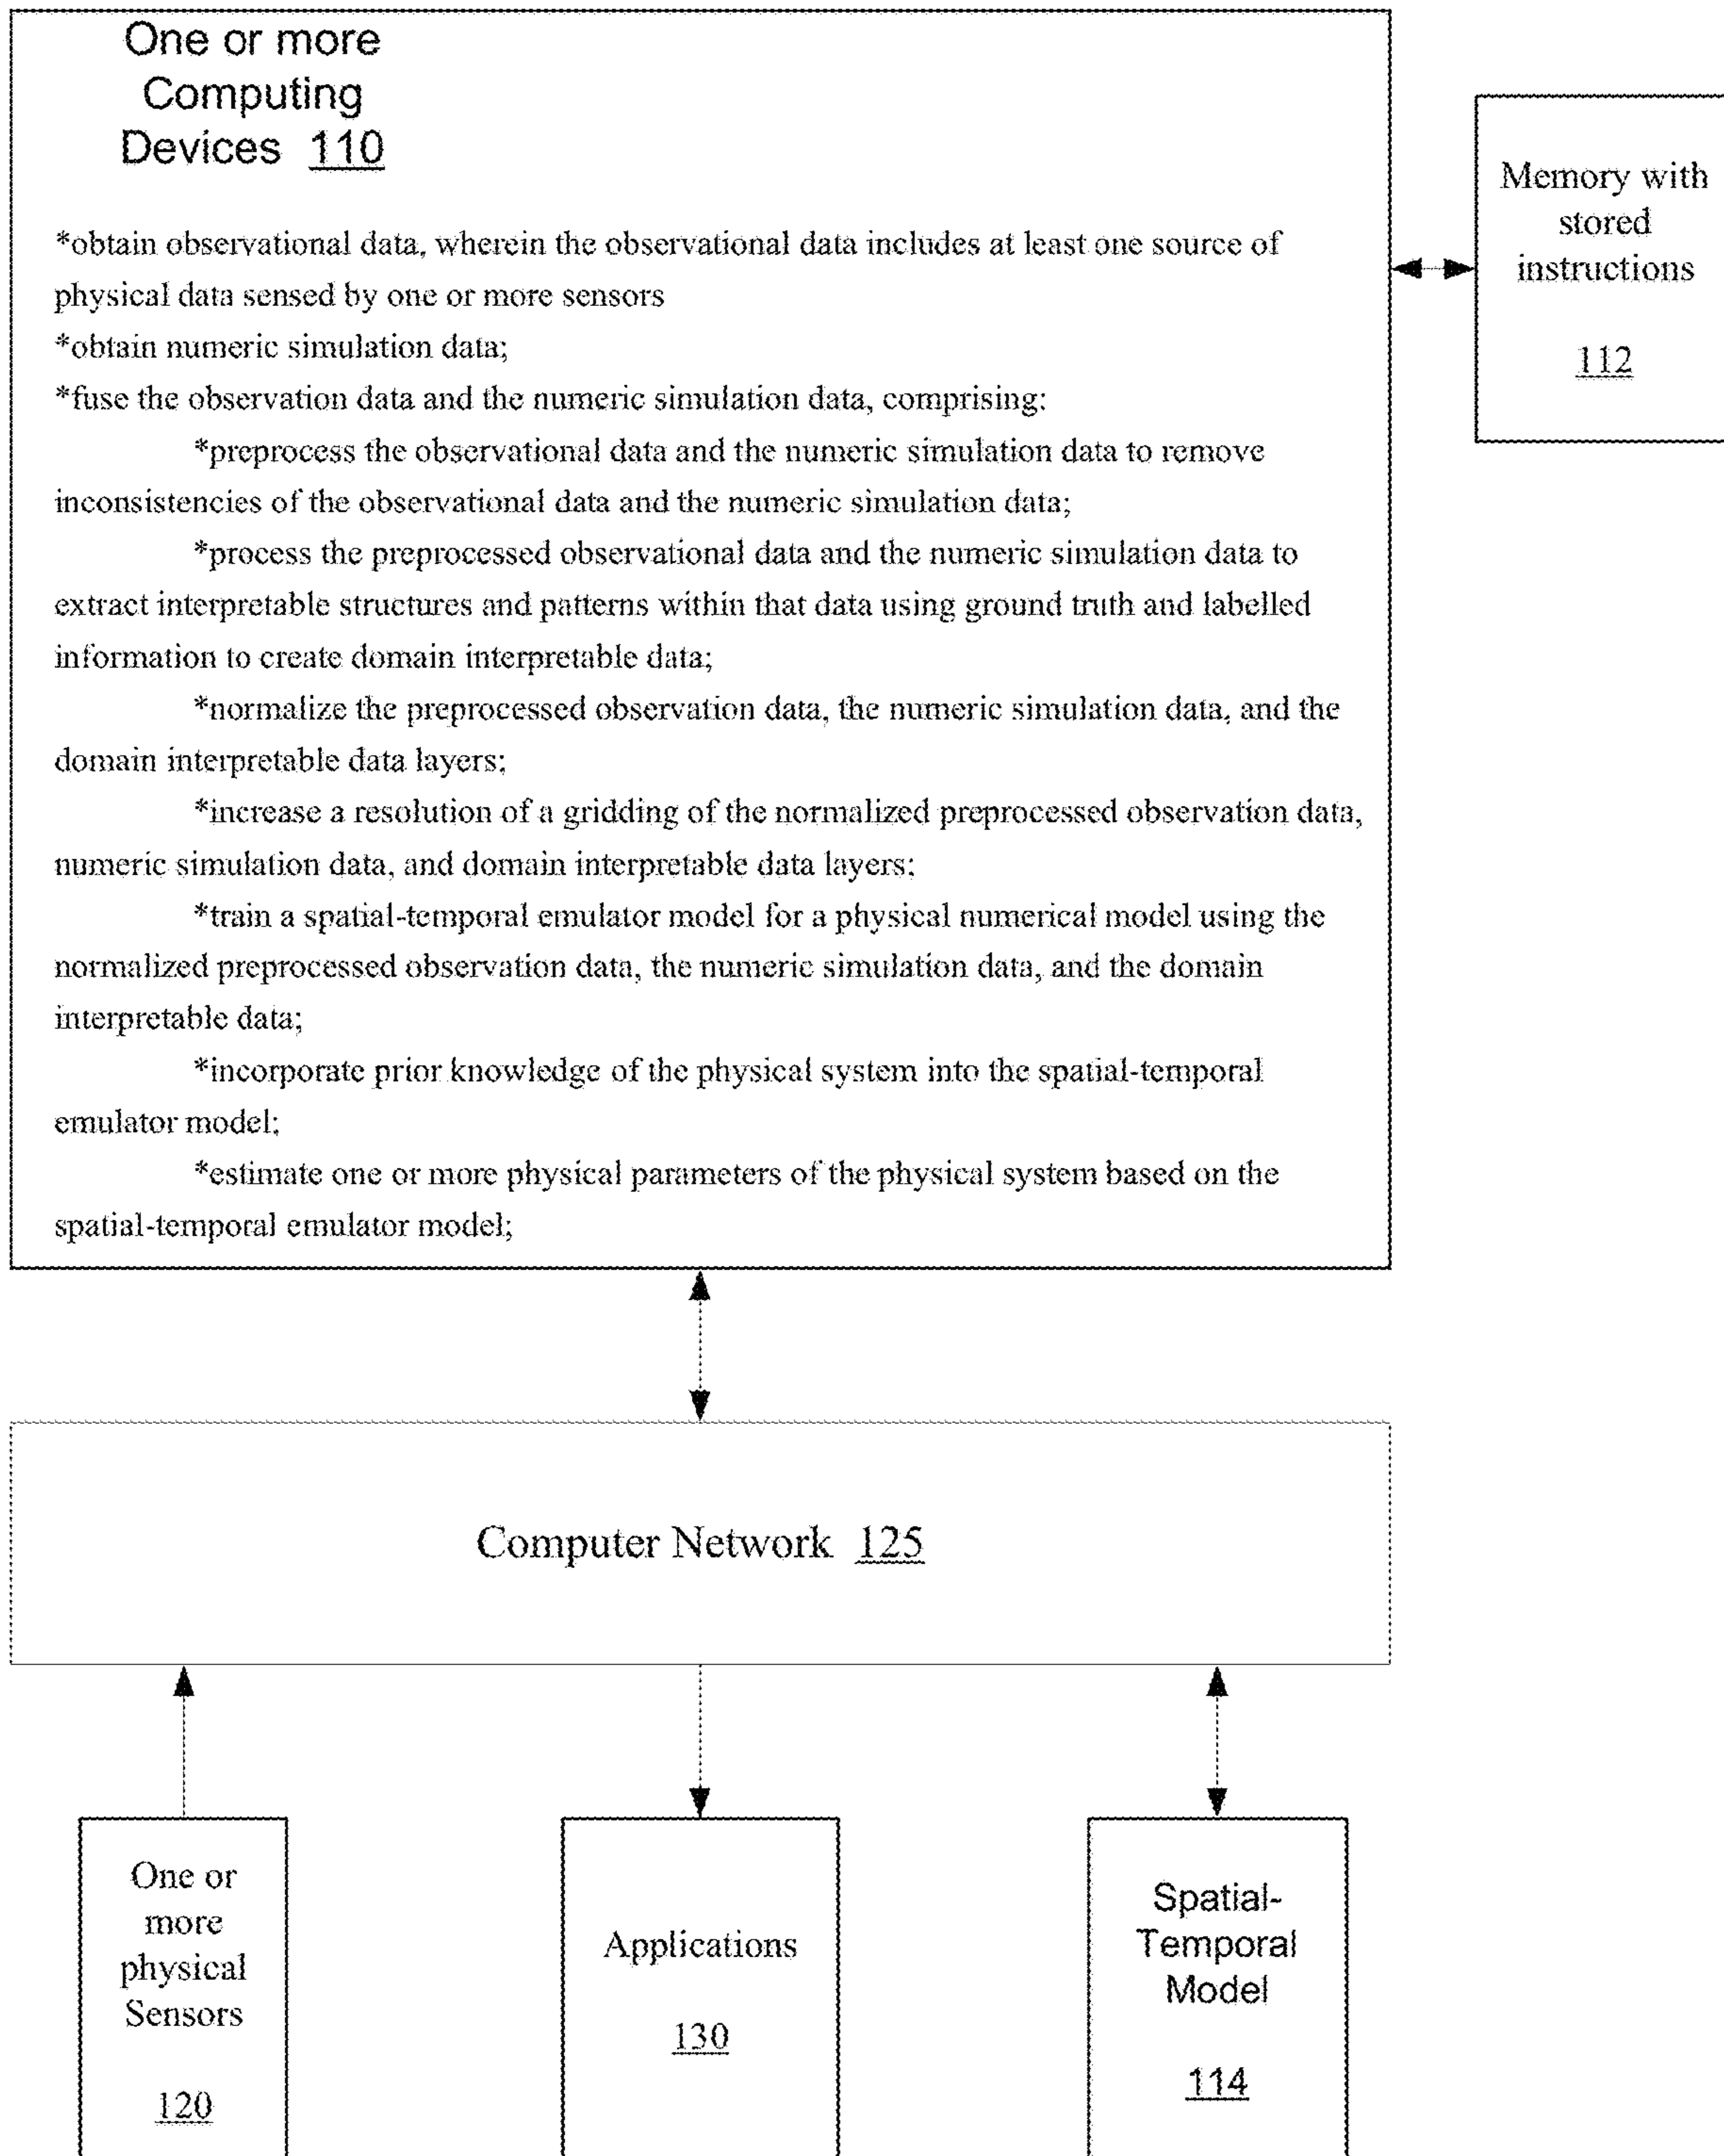 One or more
Computing
Devices 110
*obtain observational data, wherein the observational data includes at least one source of
physical data sensed by one or more sensors
*obtain numeric simulation data;
*fuse the observation data and the numeric simulation data, comprising:
*preprocess the observational data and the numeric simulation data to remove
inconsistencies of the observational data and the numeric simulation data;
*process the preprocessed observational data and the numeric simulation data to
extract interpretable structures and patterns within that data using ground truth and labelled
information to create domain interpretable data;
*normalize the preprocessed observation data, the numeric simulation data, and the
domain interpretable data layers;
*increase a resolution of a gridding of the normalized preprocessed observation data,
numeric simulation data, and domain interpretable data layers;
*train a spatial-temporal emulator model for a physical numerical model using the
normalized preprocessed observation data, the numeric simulation data, and the domain
interpretable data;
*incorporate prior knowledge of the physical system into the spatial-temporal
emulator model;
*estimate one or more physical parameters of the physical system based on the
spatial-temporal emulator model;
Memory with
stored
instructions
112
Computer Network 125
One or
more
physical
Sensors
120
Applications
130
Spatial-
Temporal
Model
114